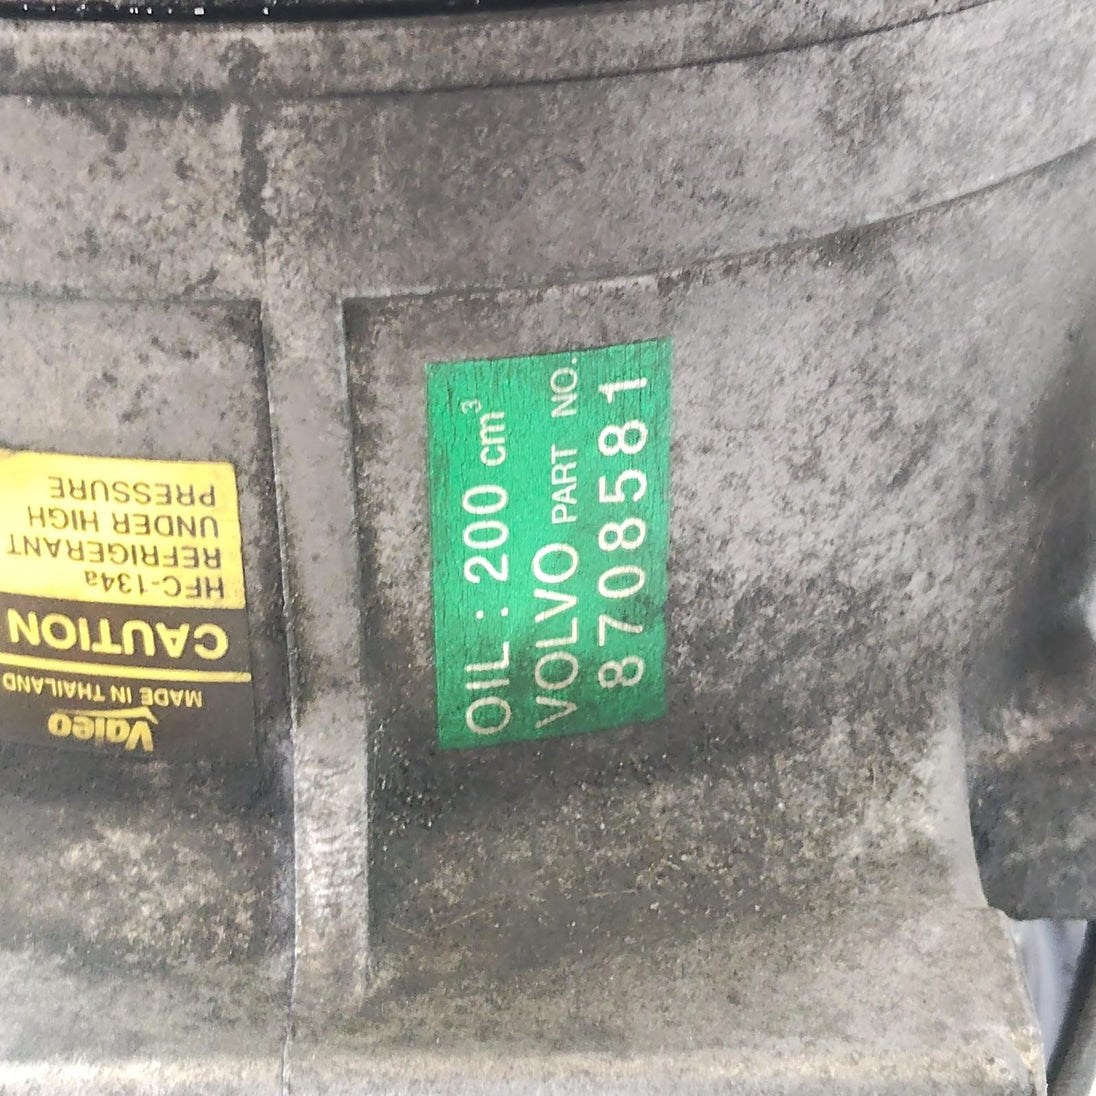 Valeo
MADE IN THAILAND
CAUTION
HFC-134a
REFRIGERANT
UNDER HIGH
PRESSURE
OIL : 200 cm³
VOLVO PART NO.
8708581